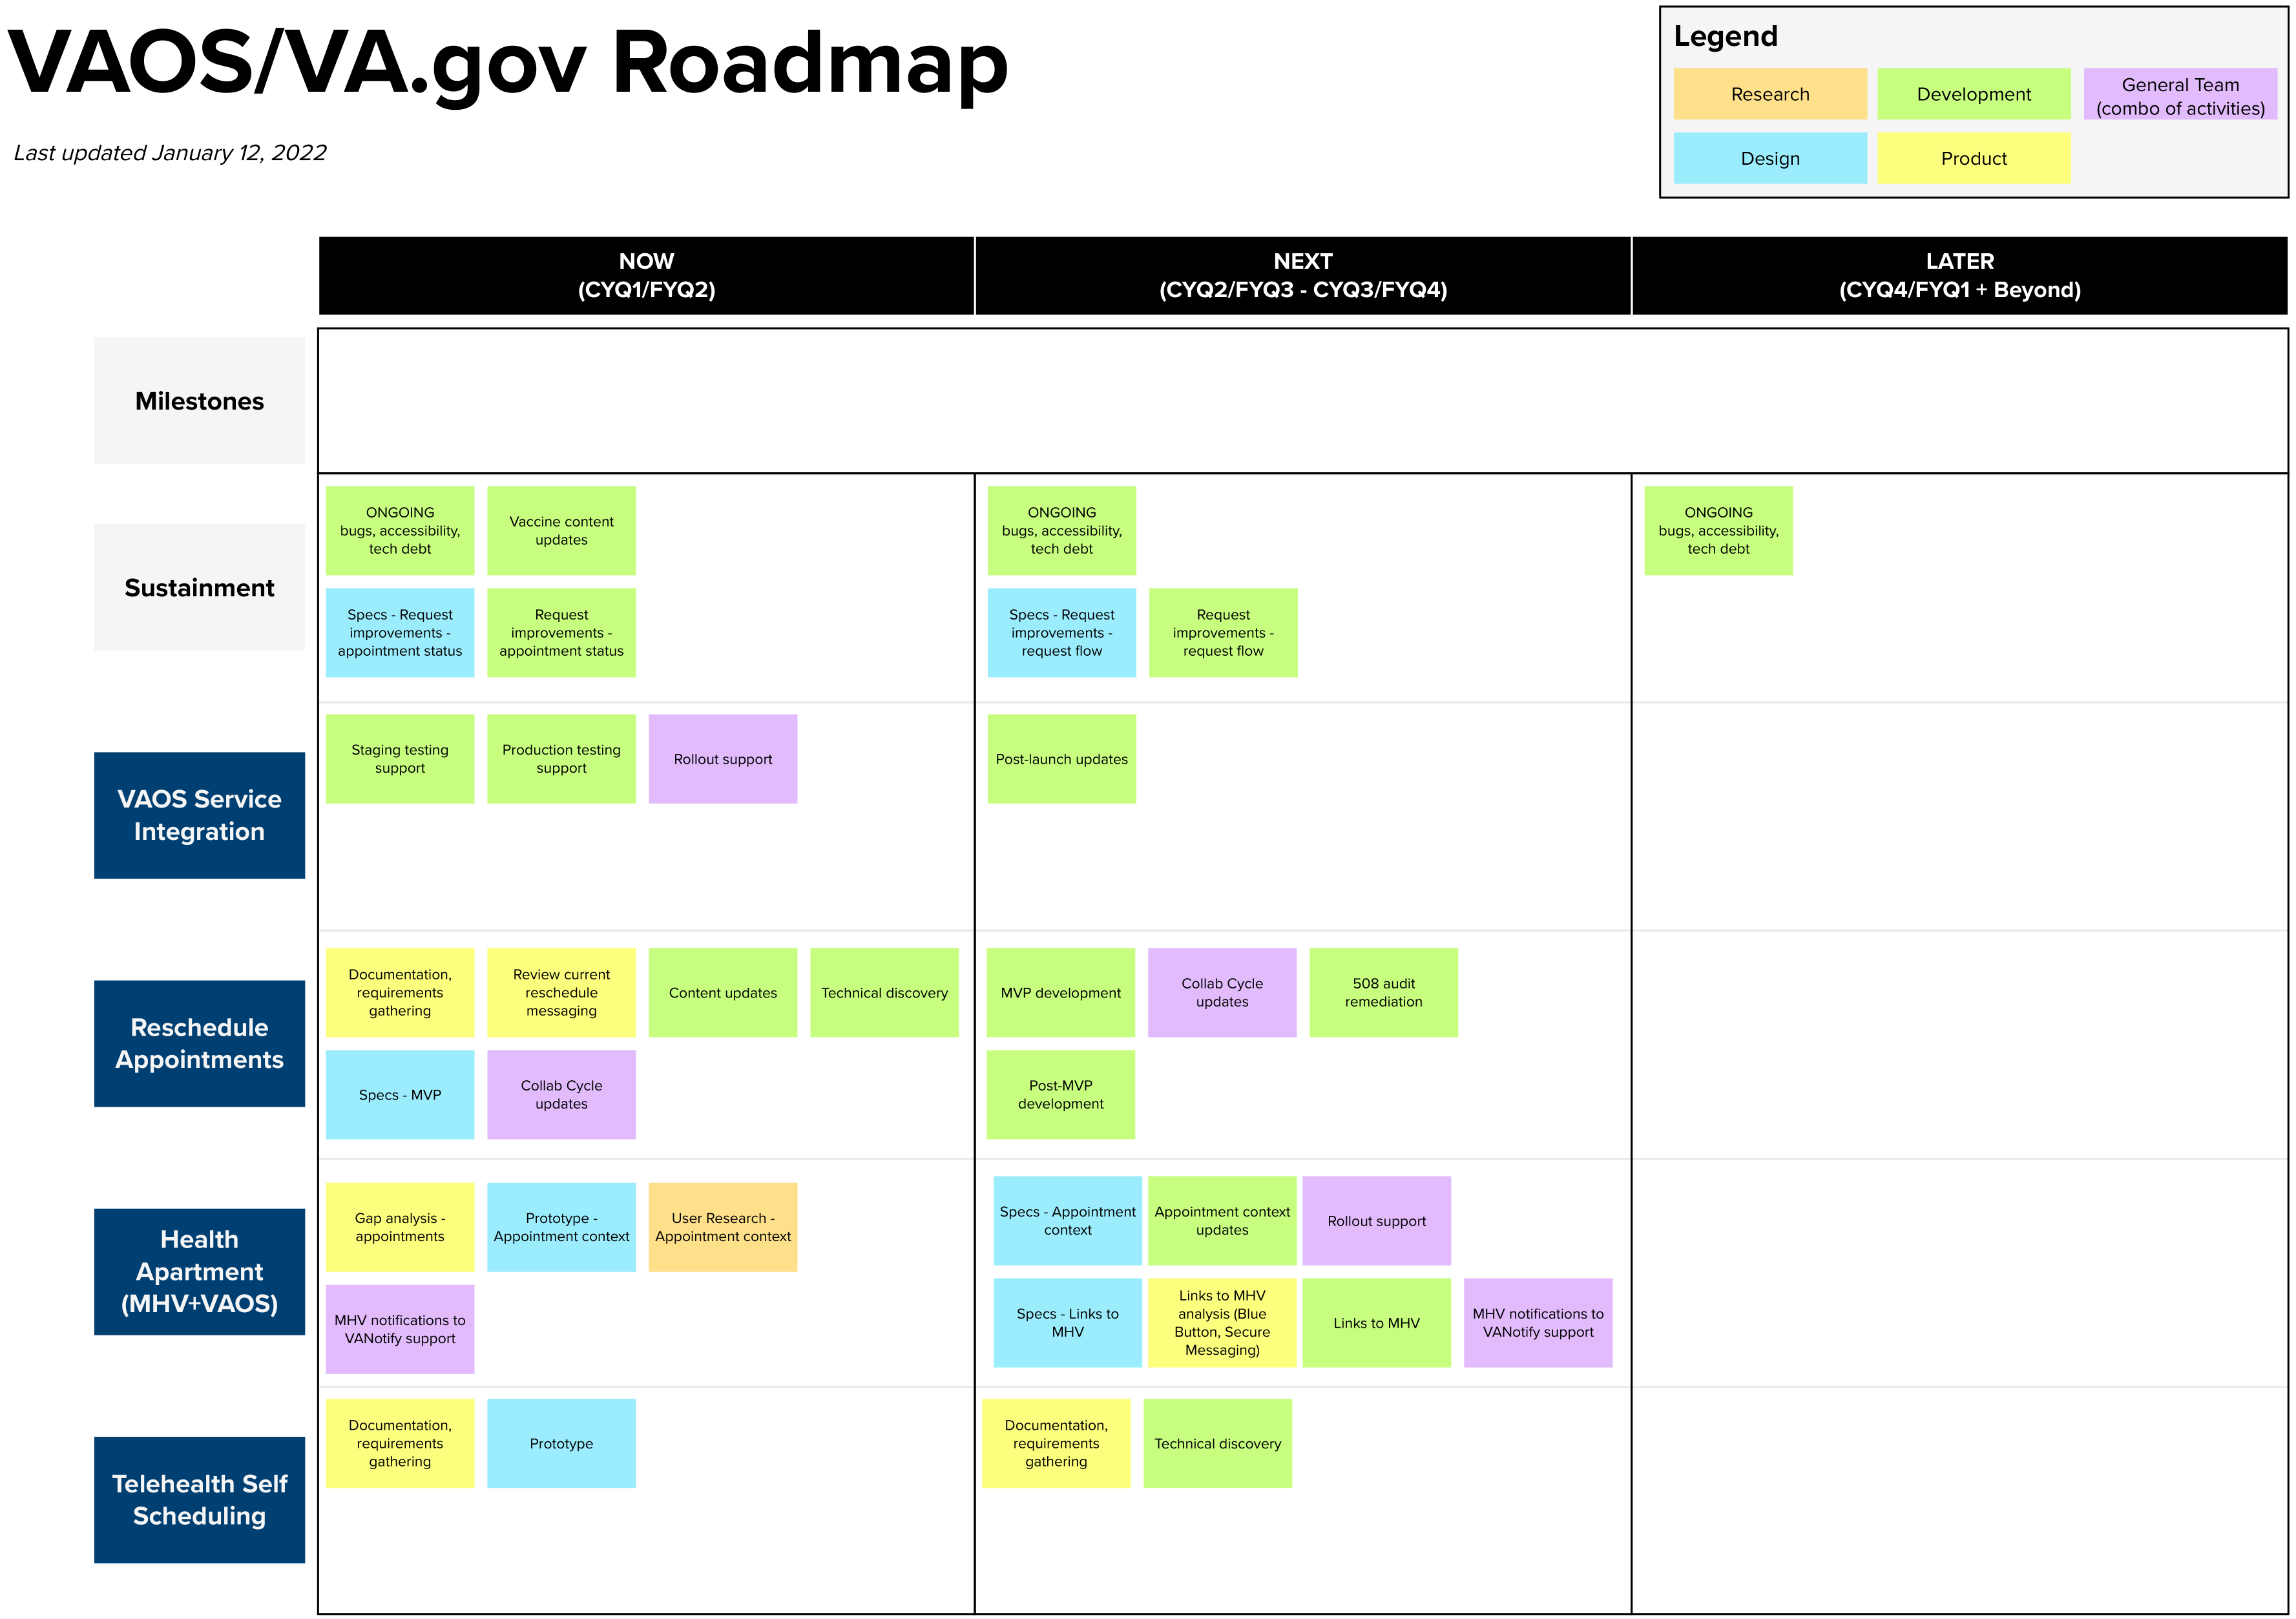 VAOS/VA.gov Roadmap
Last updated January 12, 2022
Legend
Research
Development
General Team
(combo of activities)
Design
Product
NOW
(CYQ1/FYQ2)
NEXT
(CYQ2/FYQ3 - CYQ3/FYQ4)
LATER
(CYQ4/FYQ1 + Beyond)
Milestones
Sustainment
ONGOING
bugs, accessibility,
tech debt
Vaccine content
updates
Specs - Request
improvements -
appointment status
Request
improvements -
appointment status
ONGOING
bugs, accessibility,
tech debt
Specs - Request
improvements -
request flow
Request
improvements -
request flow
ONGOING
bugs, accessibility,
tech debt
VAOS Service
Integration
Staging testing
support
Production testing
support
Rollout support
Post-launch updates
Reschedule
Appointments
Documentation,
requirements
gathering
Review current
reschedule
messaging
Content updates
Technical discovery
Specs - MVP
Collab Cycle
updates
MVP development
Collab Cycle
updates
508 audit
remediation
Post-MVP
development
Health
Apartment
(MHV+VAOS)
Gap analysis -
appointments
Prototype -
Appointment context
User Research -
Appointment context
MHV notifications to
VANotify support
Specs - Appointment
context
Appointment context
updates
Rollout support
Specs - Links to
MHV
Links to MHV
analysis (Blue
Button, Secure
Messaging)
Links to MHV
MHV notifications to
VANotify support
Telehealth Self
Scheduling
Documentation,
requirements
gathering
Prototype
Documentation,
requirements
gathering
Technical discovery